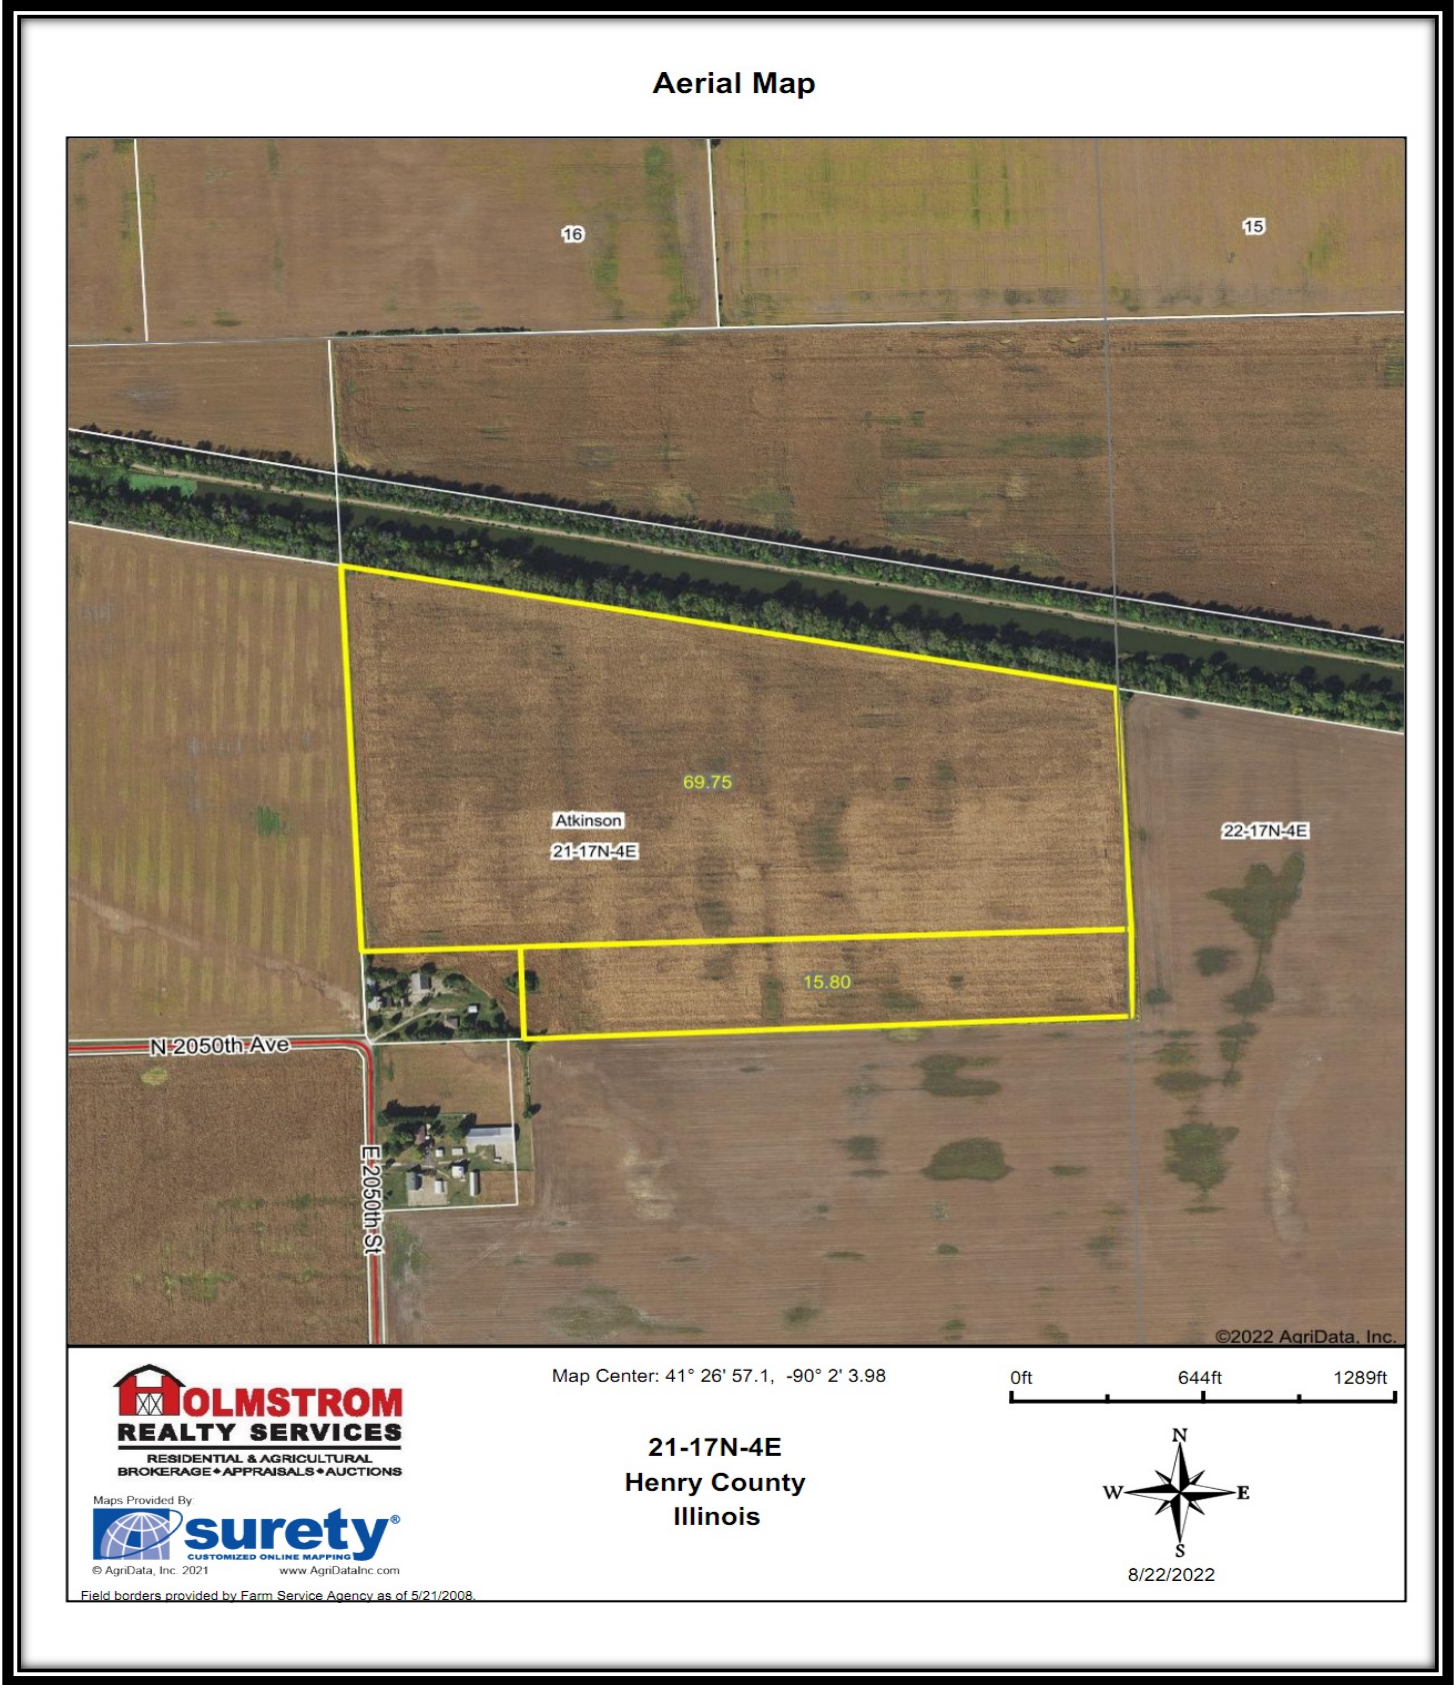 Aerial Map
16
15
69.75
Atkinson
21-17N-4E
22-17N-4E
15.80
N 2050th Ave
E 2050th St
©2022 AgriData, Inc.
HOLMSTROM
REALTY SERVICES
RESIDENTIAL & AGRICULTURAL
BROKERAGE♦APPRAISALS♦AUCTIONS
Maps Provided By:
surety®
CUSTOMIZED ONLINE MAPPING
© AgriData, Inc. 2021 www.AgriDataInc.com
Field borders provided by Farm Service Agency as of 5/21/2008.
Map Center: 41° 26' 57.1, -90° 2' 3.98
21-17N-4E
Henry County
Illinois
0ft 644ft 1289ft
N
W E
S
8/22/2022